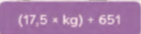 (17,5 × kg) + 651